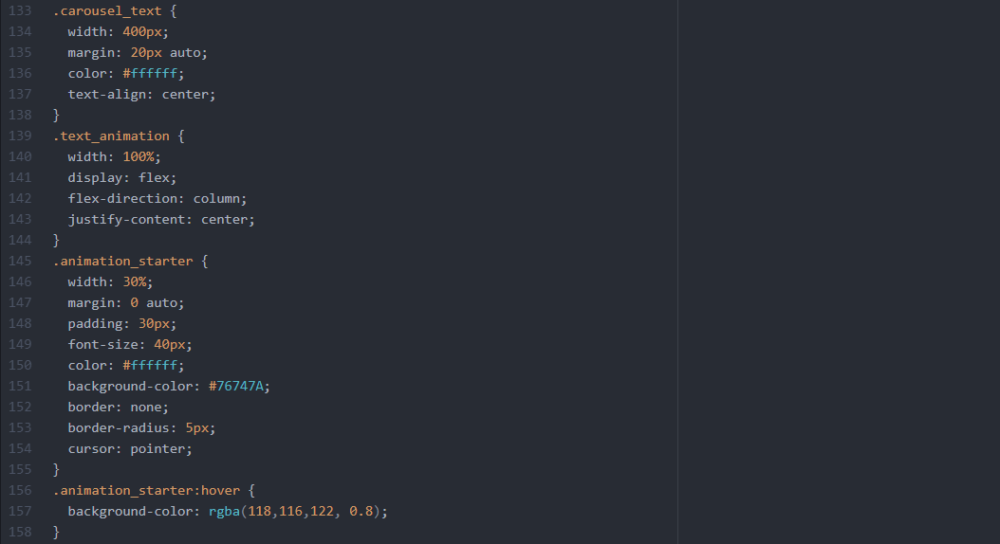 133 .carousel_text {
134   width: 400px;
135   margin: 20px auto;
136   color: #ffffff;
137   text-align: center;
138 }
139 .text_animation {
140   width: 100%;
141   display: flex;
142   flex-direction: column;
143   justify-content: center;
144 }
145 .animation_starter {
146   width: 30%;
147   margin: 0 auto;
148   padding: 30px;
149   font-size: 40px;
150   color: #ffffff;
151   background-color: #76747A;
152   border: none;
153   border-radius: 5px;
154   cursor: pointer;
155 }
156 .animation_starter:hover {
157   background-color: rgba(118,116,122, 0.8);
158 }